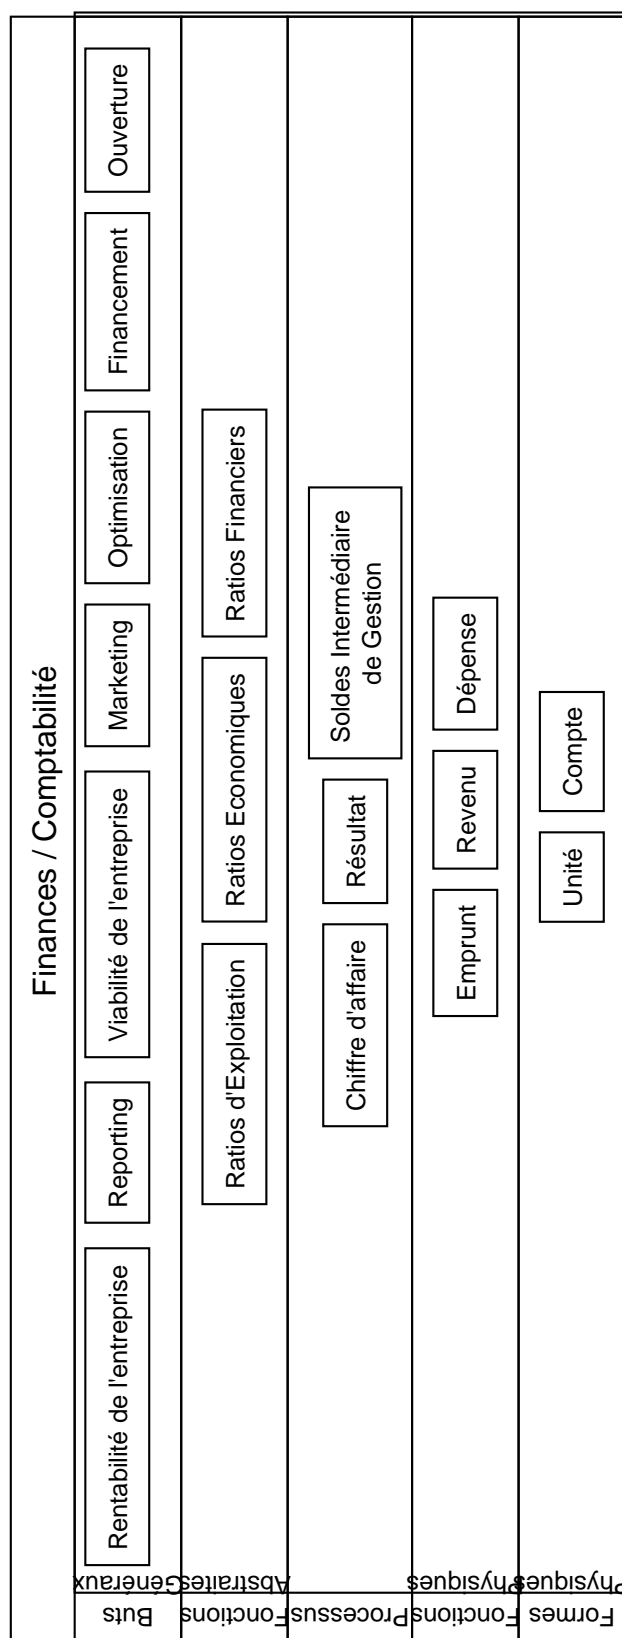 Finances / Comptabilité
Buts
Généraux
Rentabilité de l'entreprise
Reporting
Viabilité de l'entreprise
Marketing
Optimisation
Financement
Ouverture
Fonctions
Abstraites
Ratios d'Exploitation
Ratios Economiques
Ratios Financiers
Processus
Chiffre d'affaire
Résultat
Soldes Intermédiaire
de Gestion
Fonctions
Physiques
Emprunt
Revenu
Dépense
Formes
Physiques
Unité
Compte